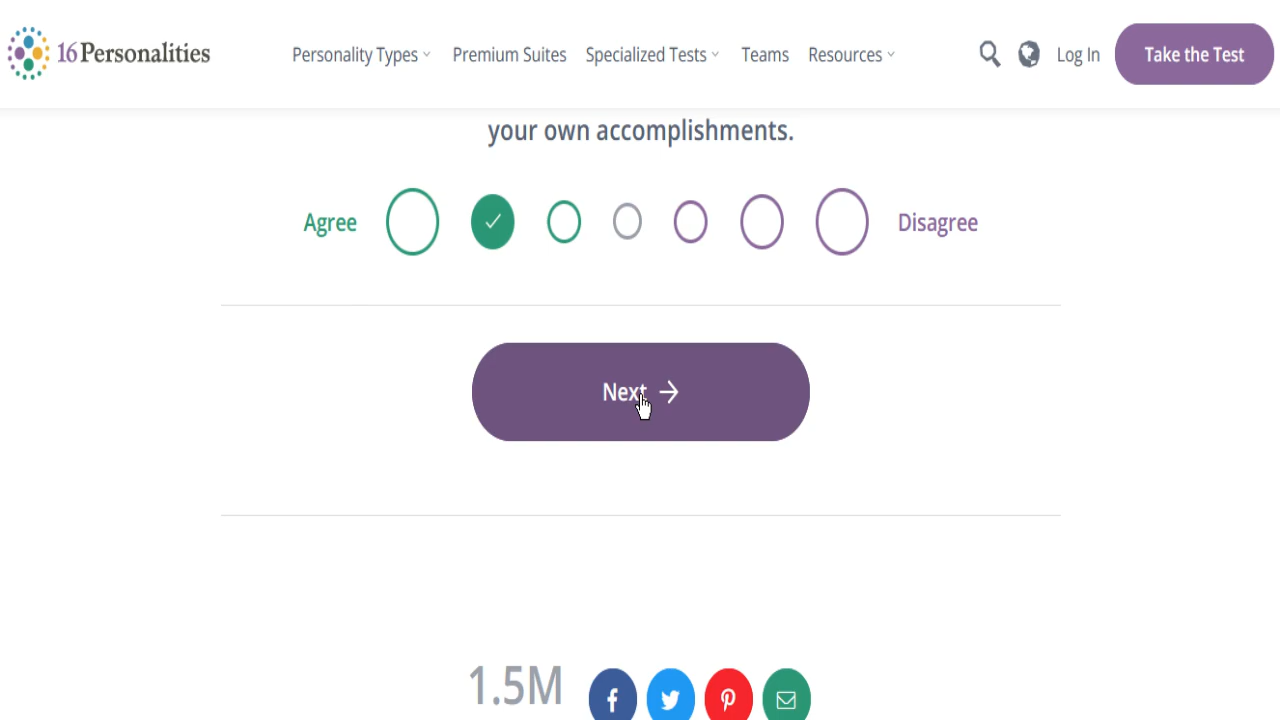 16Personalities
Personality Types Premium Suites Specialized Tests Teams Resources Log In Take the Test
your own accomplishments.
Agree Disagree
Next →
1.5M